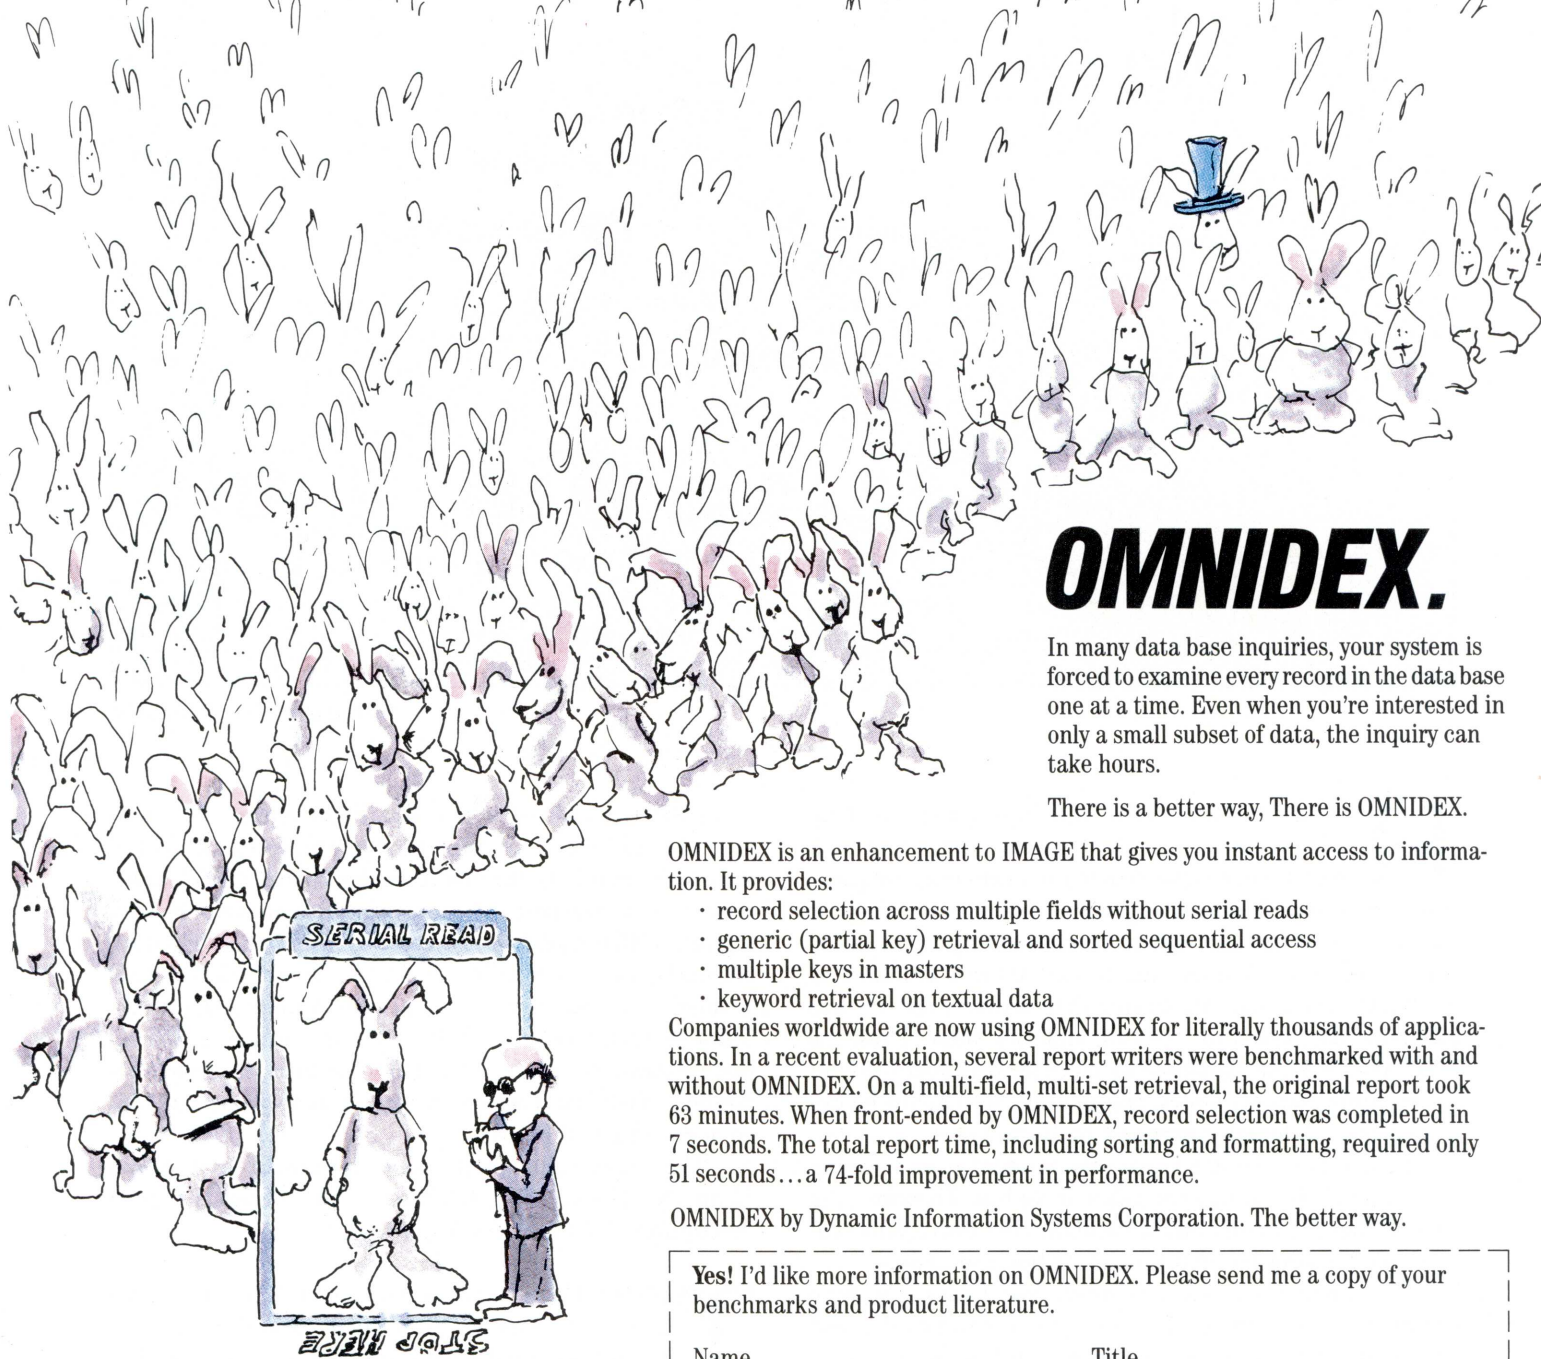 OMNIDEX.
In many data base inquiries, your system is
forced to examine every record in the data base
one at a time. Even when you're interested in
only a small subset of data, the inquiry can
take hours.
There is a better way, There is OMNIDEX.
OMNIDEX is an enhancement to IMAGE that gives you instant access to informa-
tion. It provides:
· record selection across multiple fields without serial reads
· generic (partial key) retrieval and sorted sequential access
· multiple keys in masters
· keyword retrieval on textual data
Companies worldwide are now using OMNIDEX for literally thousands of applica-
tions. In a recent evaluation, several report writers were benchmarked with and
without OMNIDEX. On a multi-field, multi-set retrieval, the original report took
63 minutes. When front-ended by OMNIDEX, record selection was completed in
7 seconds. The total report time, including sorting and formatting, required only
51 seconds...a 74-fold improvement in performance.
OMNIDEX by Dynamic Information Systems Corporation. The better way.
Yes! I'd like more information on OMNIDEX. Please send me a copy of your
benchmarks and product literature.
Name Title
SERIAL READ
STOP HERE